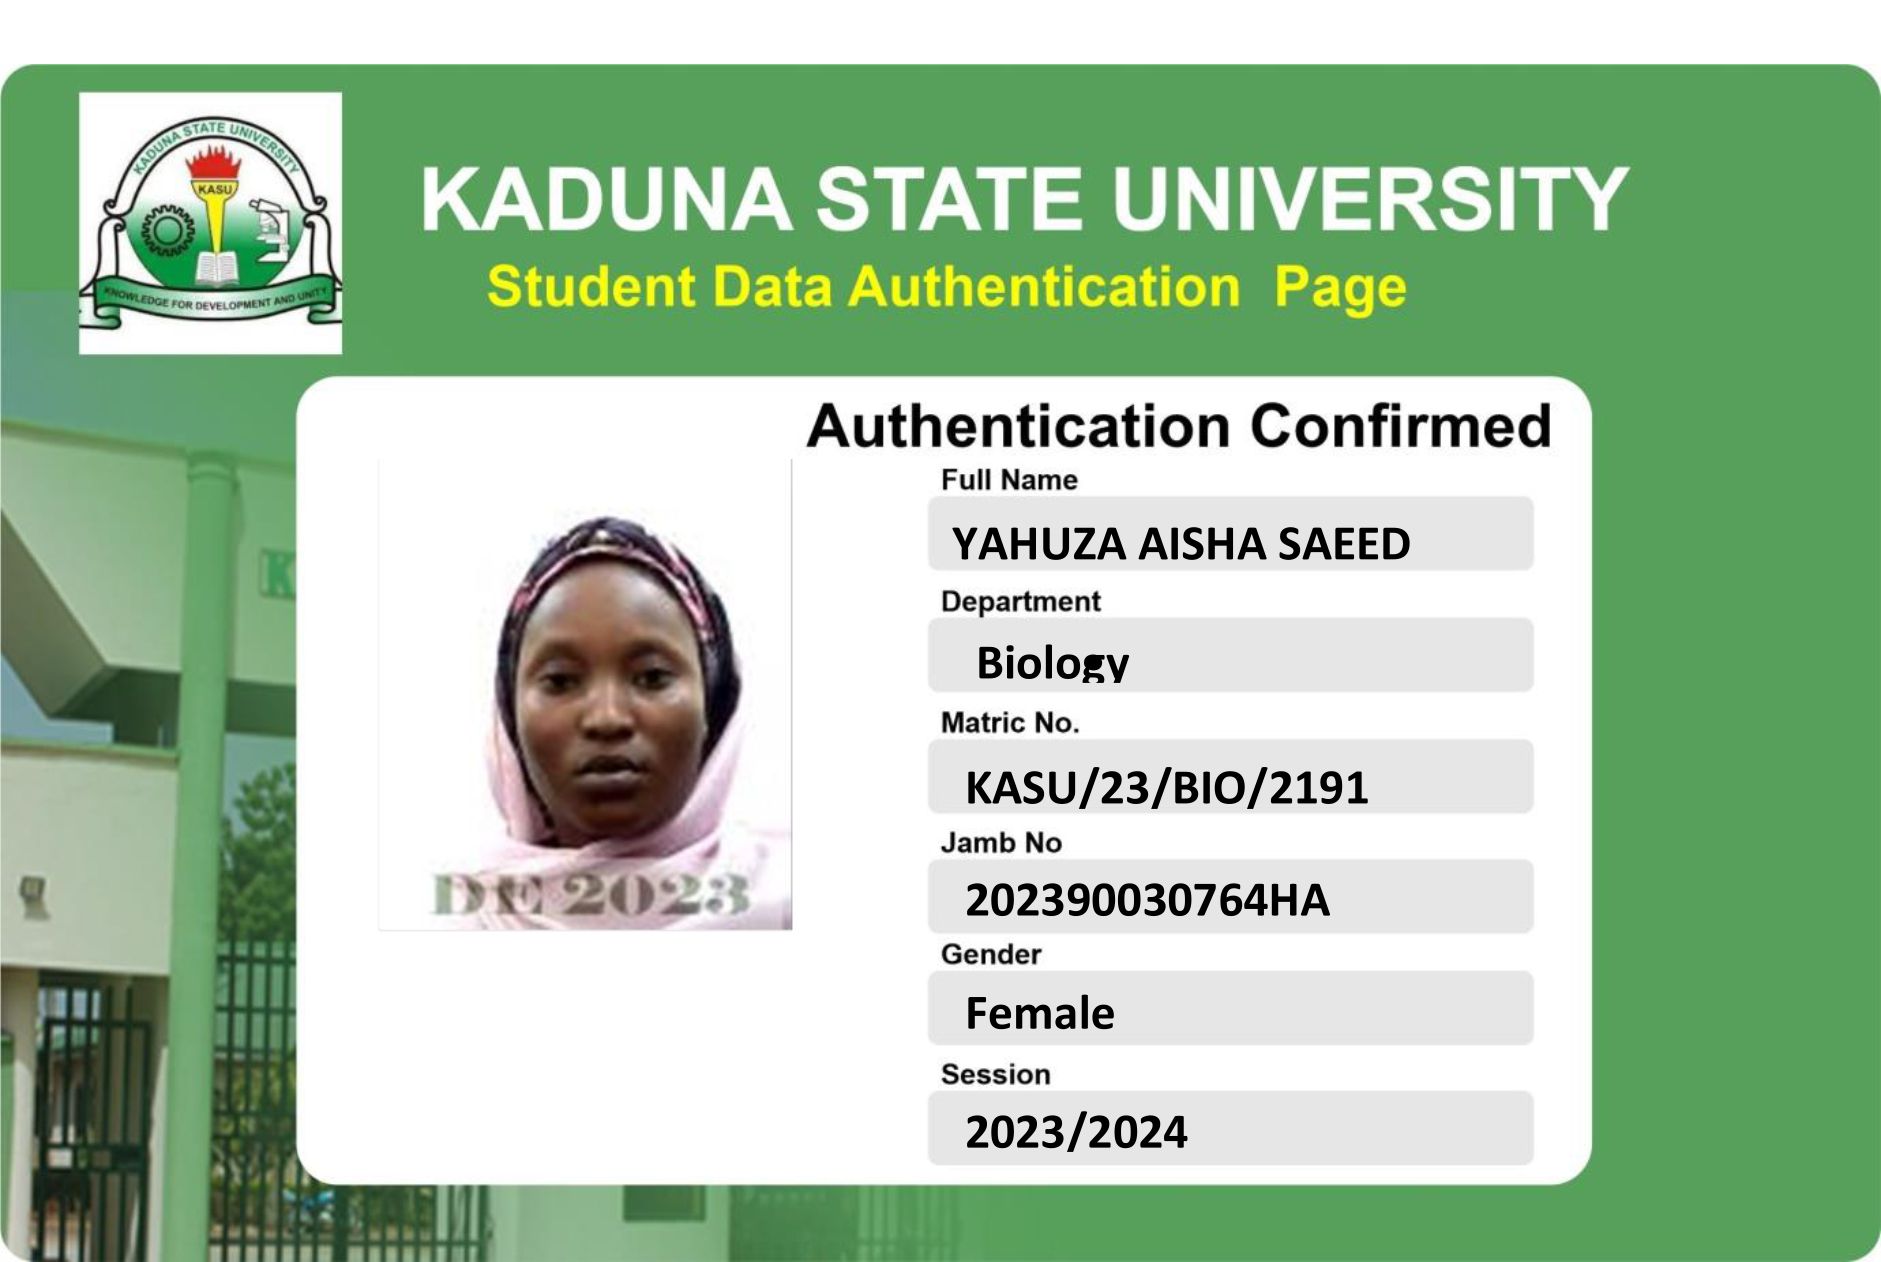 KADUNA STATE UNIVERSITY
KASU
KNOWLEDGE FOR DEVELOPMENT AND UNITY
KADUNA STATE UNIVERSITY
Student Data Authentication Page
Authentication Confirmed
Full Name
YAHUZA AISHA SAEED
Department
Biology
K
Matric No.
KASU/23/BIO/2191
Jamb No
202390030764HA
DE 2023
Gender
Female
Session
2023/2024